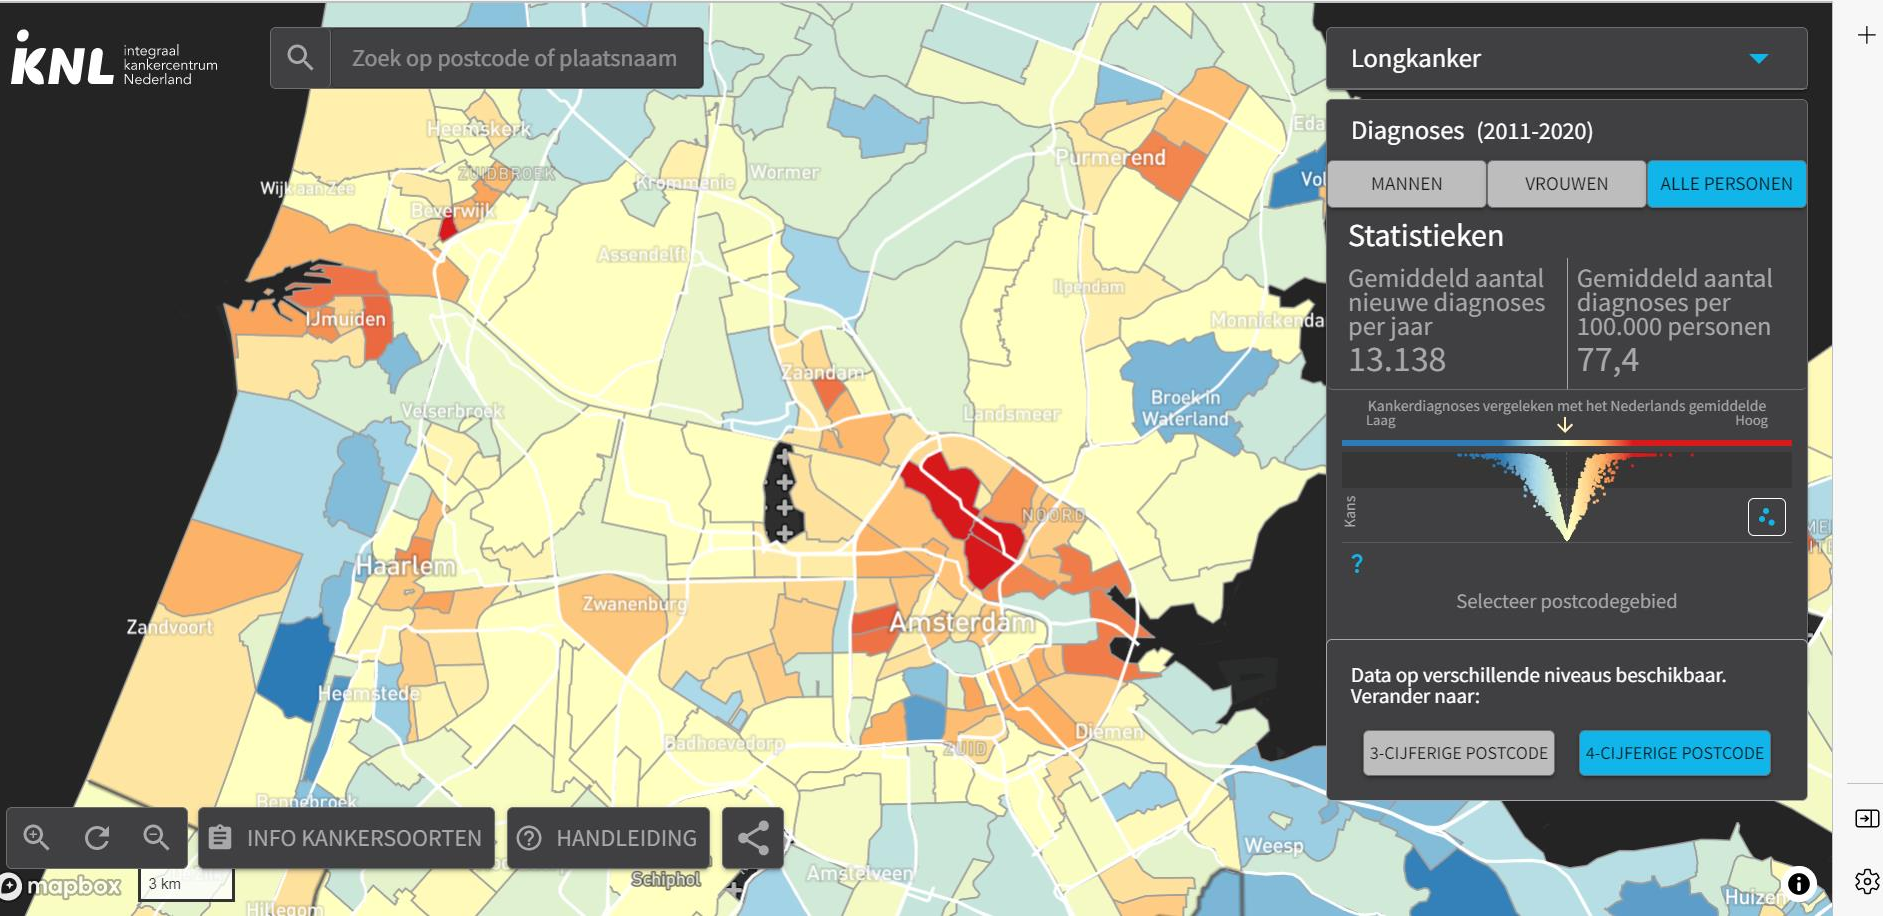 iKNL
integraal
kankercentrum
Nederland
Zoek op postcode of plaatsnaam
Longkanker
Diagnoses (2011-2020)
MANNEN
VROUWEN
ALLE PERSONEN
Statistieken
Gemiddeld aantal
nieuwe diagnoses
per jaar
13.138
Gemiddeld aantal
diagnoses per
100.000 personen
77,4
Kankerdiagnoses vergeleken met het Nederlands gemiddelde
Laag
Hoog
Kans
?
Selecteer postcodegebied
Data op verschillende niveaus beschikbaar.
Verander naar:
3-CIJFERIGE POSTCODE
4-CIJFERIGE POSTCODE
Heemskerk
Eda
Purmerend
Wormer
ZUIDBROEK
Krommenie
Wijk aan Zee
Vol
Beverwijk
Assendelft
Ilpendam
IJmuiden
Monnickenda
Zaandam
Broek in
Waterland
Velserbroek
Landsmeer
NOORD
Haarlem
Zwanenburg
Amsterdam
Zandvoort
Heemstede
Diemen
Badhoevedorp
ZUID
Bennebroek
INFO KANKERSOORTEN
HANDLEIDING
Weesp
Schiphol
Amstelveen
mapbox
3 km
Huizen
Hillegom